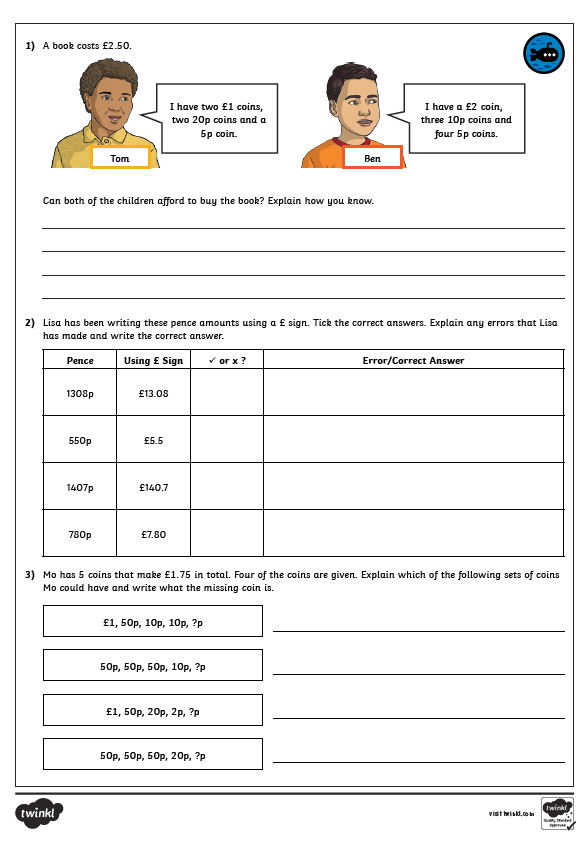 1) A book costs £2.50.
I have two £1 coins,
two 20p coins and a
5p coin.
Tom
I have a £2 coin,
three 10p coins and
four 5p coins.
Ben
Can both of the children afford to buy the book? Explain how you know.
2) Lisa has been writing these pence amounts using a £ sign. Tick the correct answers. Explain any errors that Lisa
has made and write the correct answer.
Pence Using £ Sign ✓ or x ? Error/Correct Answer
1308p £13.08
550p £5.5
1407p £140.7
780p £7.80
3) Mo has 5 coins that make £1.75 in total. Four of the coins are given. Explain which of the following sets of coins
Mo could have and write what the missing coin is.
£1, 50p, 10p, 10p, ?p
50p, 50p, 50p, 10p, ?p
£1, 50p, 20p, 2p, ?p
50p, 50p, 50p, 20p, ?p
twinkl
visit twinkl.com
twinkl
Quality Standard
Approved